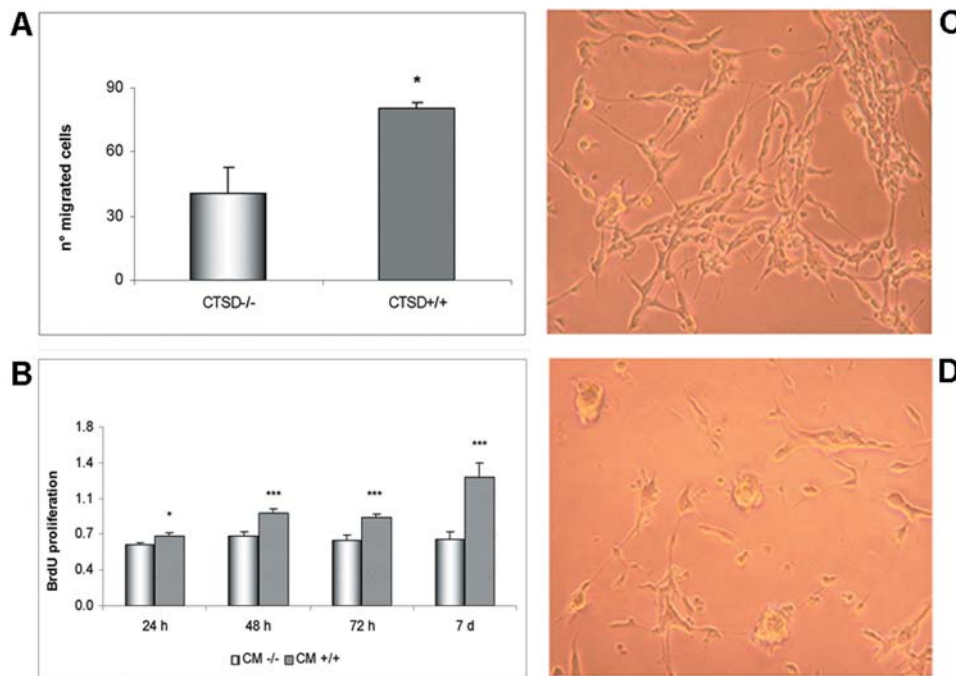 A
C
90
*
60
30
0
n° migrated cells
CTSD-/-
CTSD+/+
B
D
1.8
1.4
1.1
0.7
0.4
0.0
BrdU proliferation
*
***
***
***
24 h
48 h
72 h
7 d
CM -/-
CM +/+